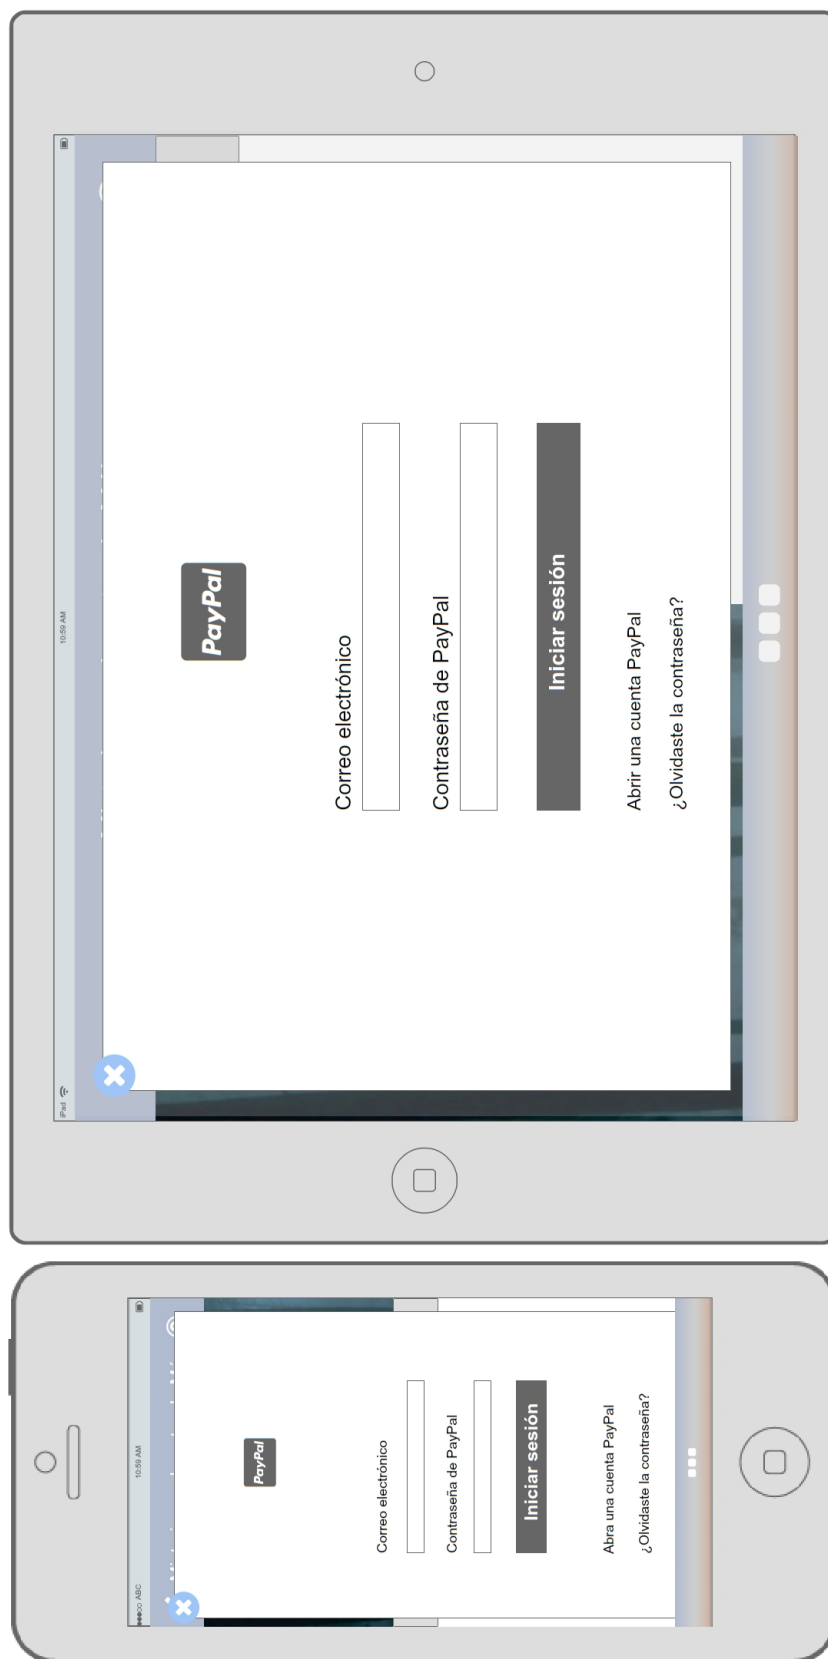 iPad
10:59 AM
PayPal
Correo electrónico
Contraseña de PayPal
Iniciar sesión
Abrir una cuenta PayPal
¿Olvidaste la contraseña?
ABC
10:59 AM
PayPal
Correo electrónico
Contraseña de PayPal
Iniciar sesión
Abra una cuenta PayPal
¿Olvidaste la contraseña?